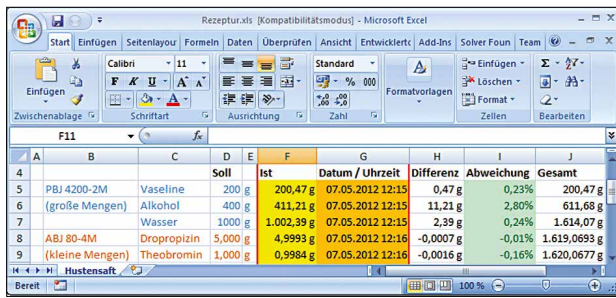 Rezeptur.xls [Kompatibilitätsmodus] - Microsoft Excel
Start Einfügen Seitenlayour Formeln Daten Überprüfen Ansicht Entwicklertc Add-Ins Solver Foun Team
Einfügen
Zwischenablage
Calibri 11
F K U A A
Schriftart
Ausrichtung
Standard
% 000
Zahl
Formatvorlagen
Einfügen
Löschen
Format
Zellen
Bearbeiten
F11 fx
A B C D E F G H I J
4 Soll Ist Datum / Uhrzeit Differenz Abweichung Gesamt
5 PBJ 4200-2M Vaseline 200 g 200,47 g 07.05.2012 12:15 0,47 g 0,23% 200,47 g
6 (große Mengen) Alkohol 400 g 411,21 g 07.05.2012 12:15 11,21 g 2,80% 611,68 g
7 Wasser 1000 g 1.002,39 g 07.05.2012 12:15 2,39 g 0,24% 1.614,07 g
8 ABJ 80-4M Dropropizin 5,000 g 4,9993 g 07.05.2012 12:16 -0,0007 g -0,01% 1.619,0693 g
9 (kleine Mengen) Theobromin 1,000 g 0,9984 g 07.05.2012 12:16 -0,0016 g -0,16% 1.620,0677 g
Hustensaft
Bereit 100 %